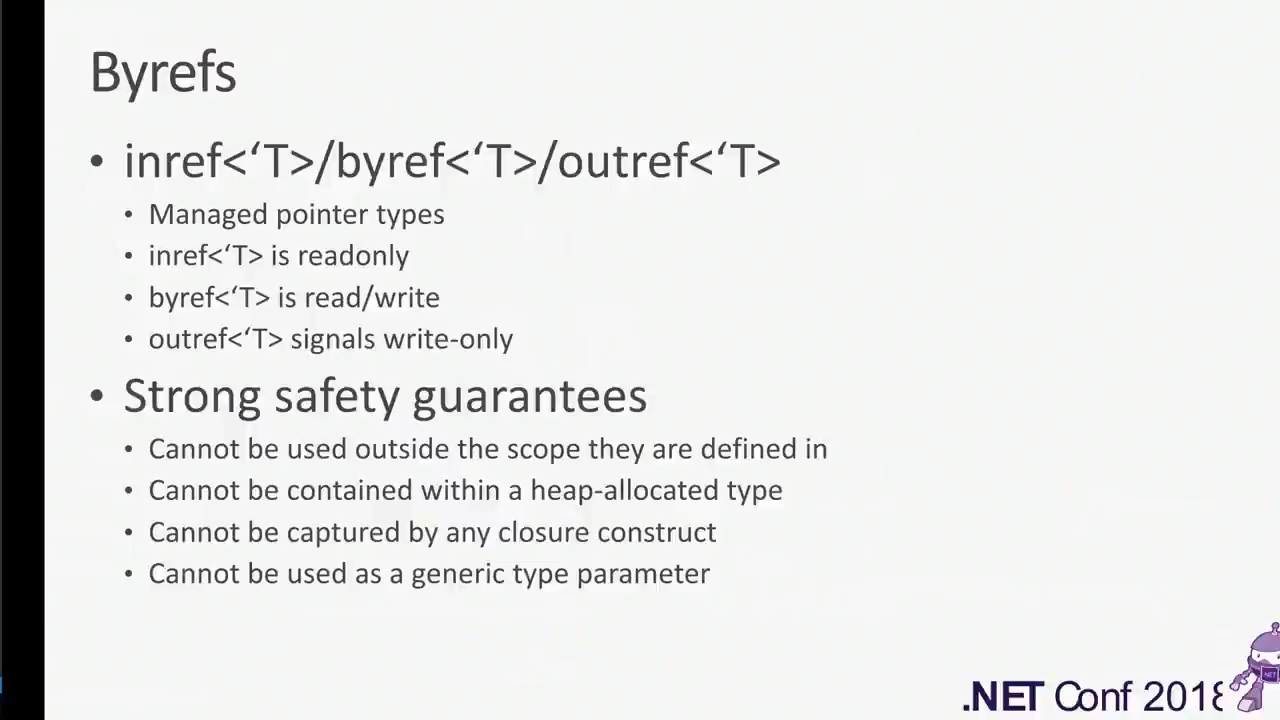 Byrefs
• inref<‘T>/byref<‘T>/outref<‘T>
• Managed pointer types
• inref<‘T> is readonly
• byref<‘T> is read/write
• outref<‘T> signals write-only
• Strong safety guarantees
• Cannot be used outside the scope they are defined in
• Cannot be contained within a heap-allocated type
• Cannot be captured by any closure construct
• Cannot be used as a generic type parameter
.NET
.NET Conf 2018